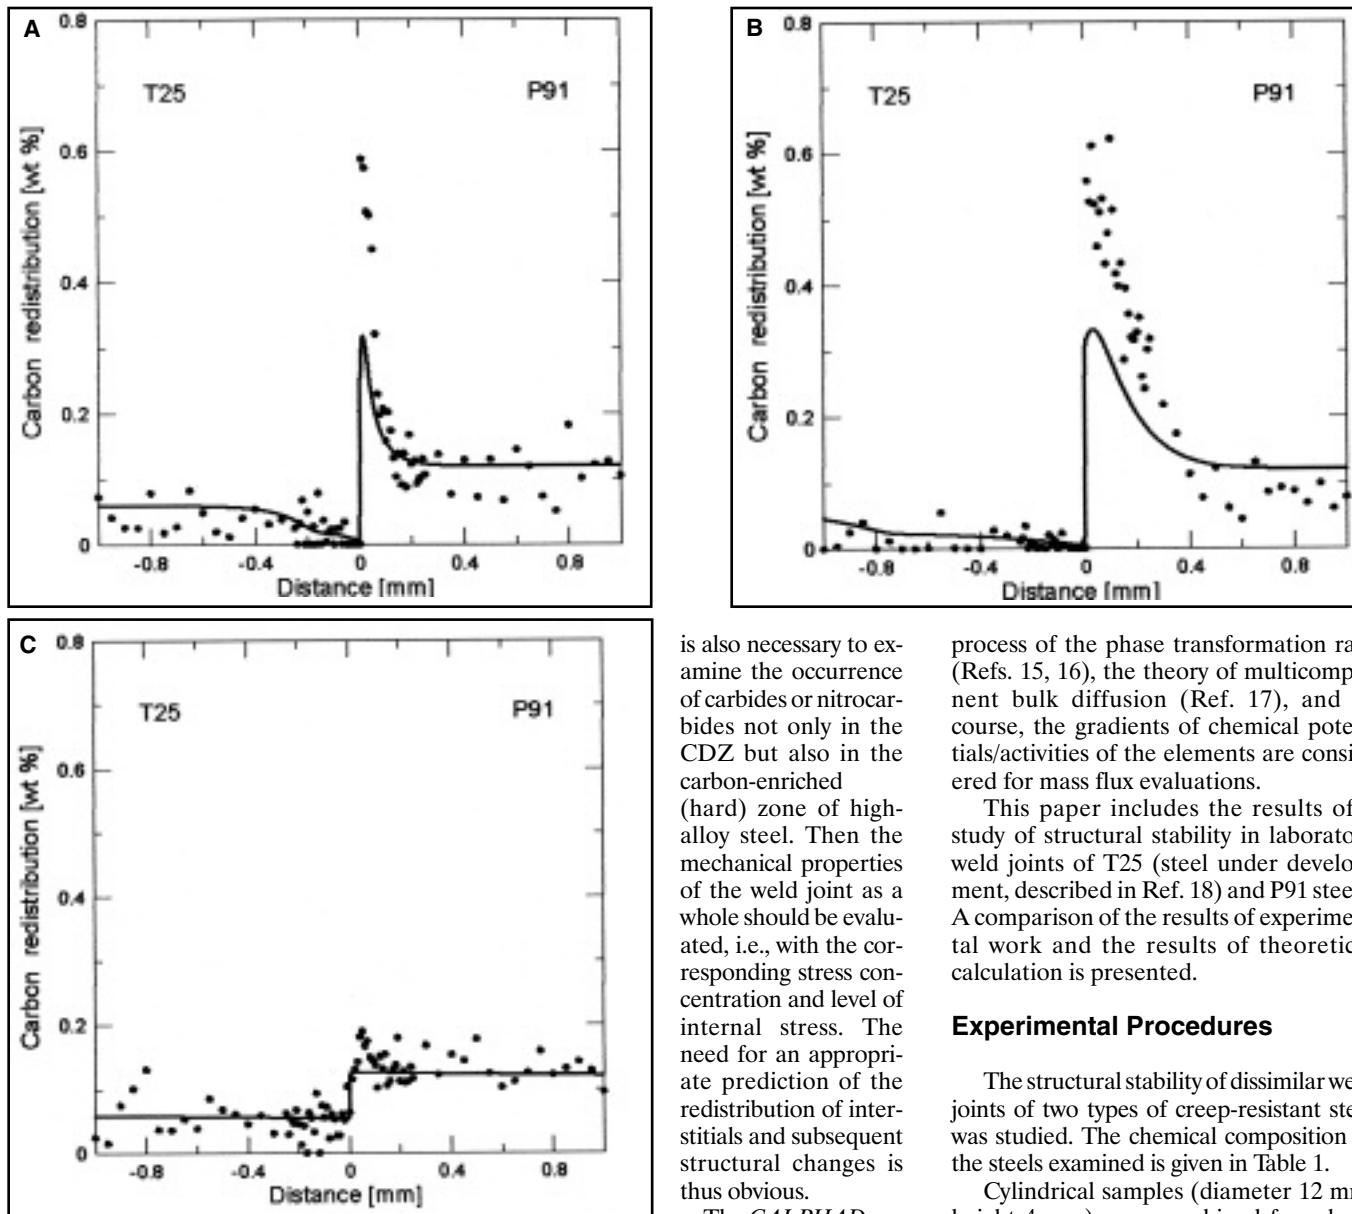 A
0.8
T25
P91
0.6
0.4
0.2
0
Carbon redistribution [wt %]
-0.8 -0.4 0 0.4 0.8
Distance [mm]
B
0.8
T25
P91
0.6
0.4
0.2
0
Carbon redistribution [wt %]
-0.8 -0.4 0 0.4 0.8
Distance [mm]
C
0.8
T25
P91
0.6
0.4
0.2
0
Carbon redistribution [wt %]
-0.8 -0.4 0 0.4 0.8
Distance [mm]
is also necessary to ex-
amine the occurrence
of carbides or nitrocar-
bides not only in the
CDZ but also in the
carbon-enriched
(hard) zone of high-
alloy steel. Then the
mechanical properties
of the weld joint as a
whole should be evalu-
ated, i.e., with the cor-
responding stress con-
centration and level of
internal stress. The
need for an appropri-
ate prediction of the
redistribution of inter-
stitials and subsequent
structural changes is
thus obvious.
The CALPHAD
process of the phase transformation ra
(Refs. 15, 16), the theory of multicomp
nent bulk diffusion (Ref. 17), and
course, the gradients of chemical pote
tials/activities of the elements are consi
ered for mass flux evaluations.
This paper includes the results of
study of structural stability in laborato
weld joints of T25 (steel under develo
ment, described in Ref. 18) and P91 stee
A comparison of the results of experime
tal work and the results of theoretic
calculation is presented.
Experimental Procedures
The structural stability of dissimilar we
joints of two types of creep-resistant ste
was studied. The chemical composition
the steels examined is given in Table 1.
Cylindrical samples (diameter 12 m